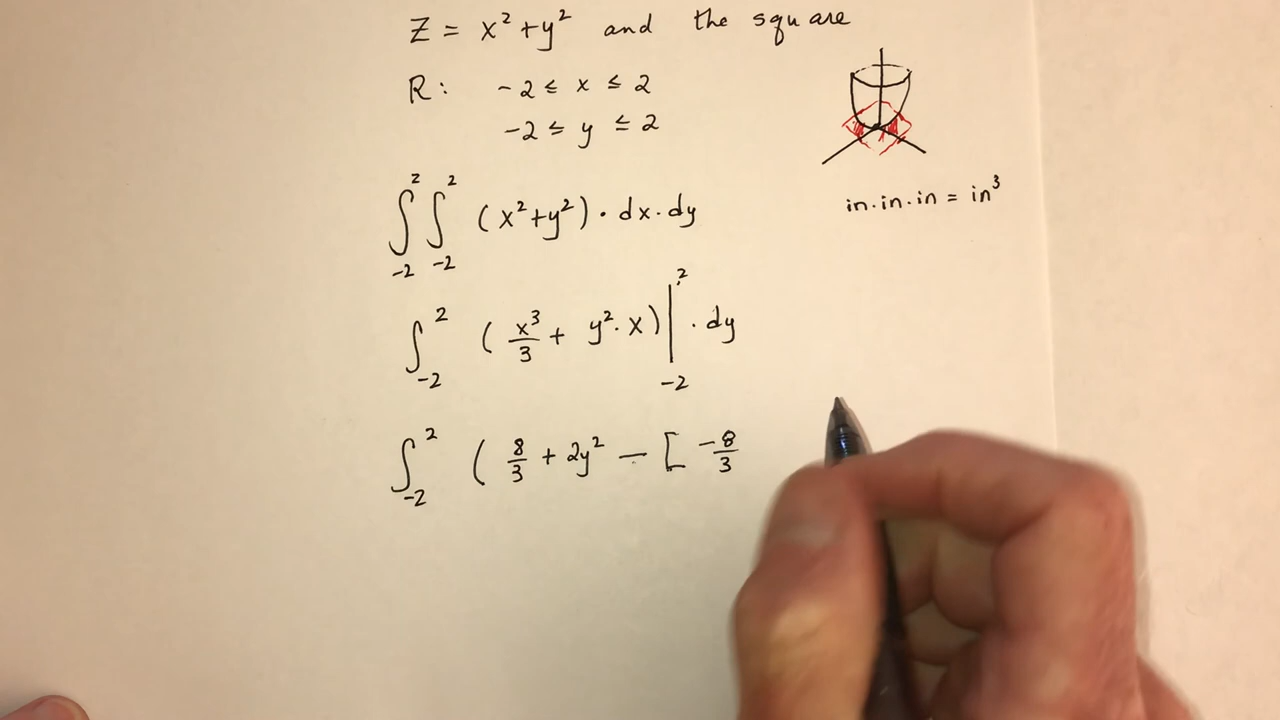 Z = x² + y² and the square
R: -2 ≤ x ≤ 2
-2 ≤ y ≤ 2
∫₋₂² ∫₋₂² (x² + y²) · dx · dy
in · in · in = in³
∫₋₂² (x³/3 + y² · x) |₋₂² · dy
∫₋₂² (8/3 + 2y² − [ -8/3